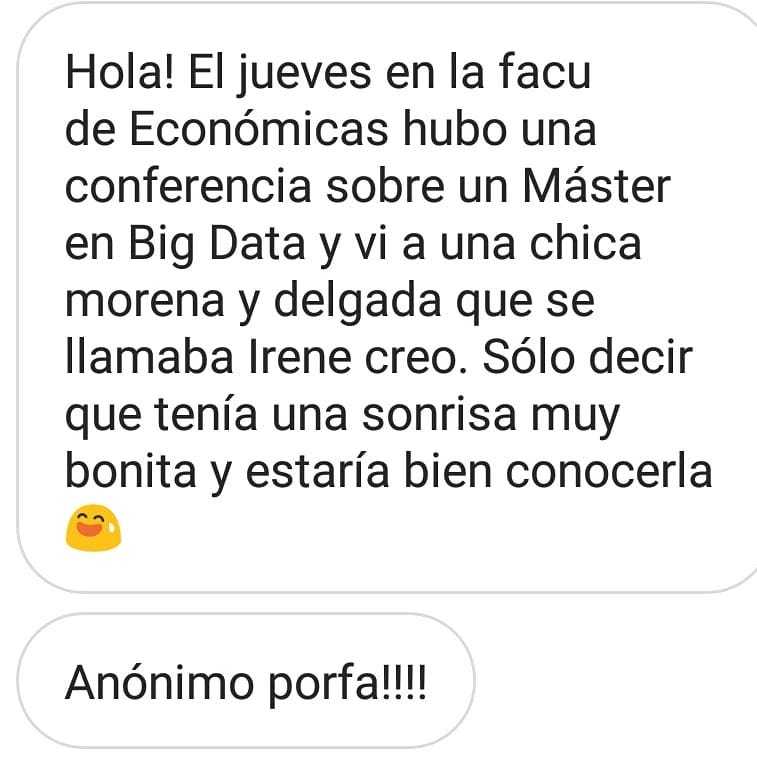 Hola! El jueves en la facu
de Económicas hubo una
conferencia sobre un Máster
en Big Data y vi a una chica
morena y delgada que se
llamaba Irene creo. Sólo decir
que tenía una sonrisa muy
bonita y estaría bien conocerla
😅
Anónimo porfa!!!!